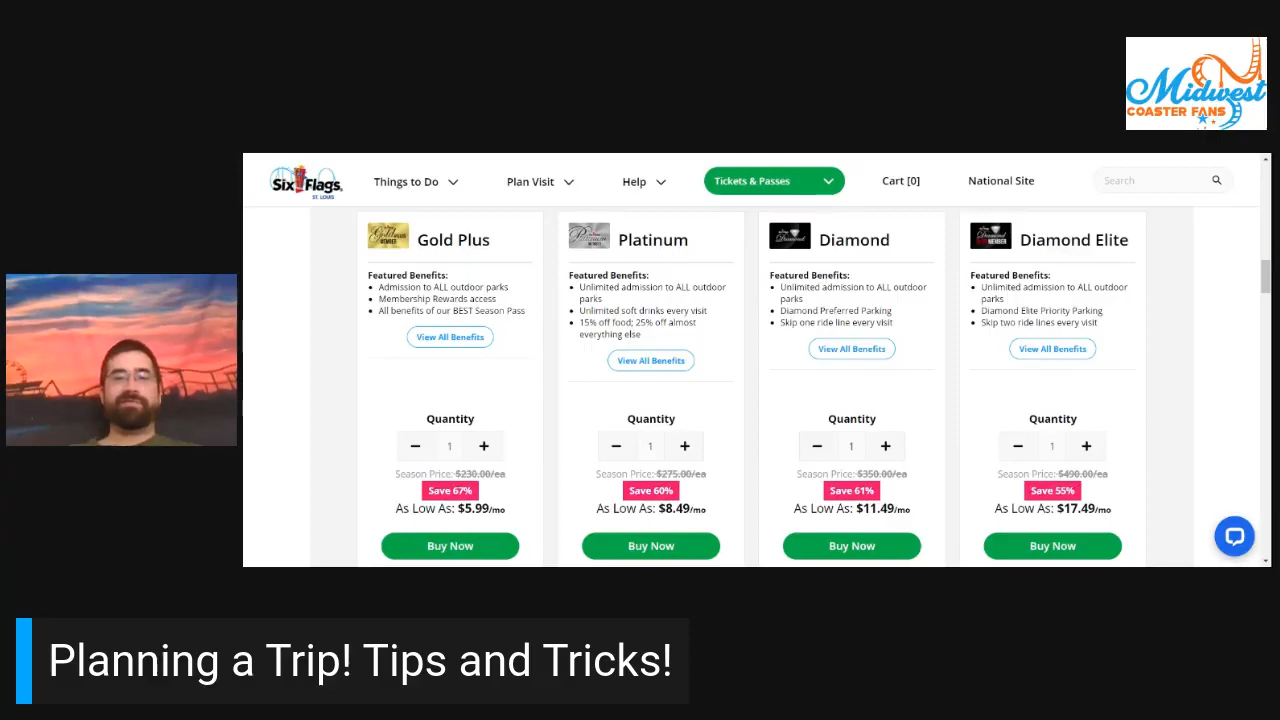 Midwest
COASTER FANS
Six Flags
ST. LOUIS
Things to Do
Plan Visit
Help
Tickets & Passes
Cart [0]
National Site
Search
Gold Plus
Featured Benefits:
Admission to ALL outdoor parks
Membership Rewards access
All benefits of our BEST Season Pass
View All Benefits
Quantity
− 1 +
Season Price: $230.00/ea
Save 67%
As Low As: $5.99/mo
Buy Now
Platinum
Featured Benefits:
Unlimited admission to ALL outdoor
parks
Unlimited soft drinks every visit
15% off food; 25% off almost
everything else
View All Benefits
Quantity
− 1 +
Season Price: $275.00/ea
Save 60%
As Low As: $8.49/mo
Buy Now
Diamond
Featured Benefits:
Unlimited admission to ALL outdoor
parks
Diamond Preferred Parking
Skip one ride line every visit
View All Benefits
Quantity
− 1 +
Season Price: $350.00/ea
Save 61%
As Low As: $11.49/mo
Buy Now
Diamond Elite
Featured Benefits:
Unlimited admission to ALL outdoor
parks
Diamond Elite Priority Parking
Skip two ride lines every visit
View All Benefits
Quantity
− 1 +
Season Price: $490.00/ea
Save 55%
As Low As: $17.49/mo
Buy Now
Planning a Trip! Tips and Tricks!